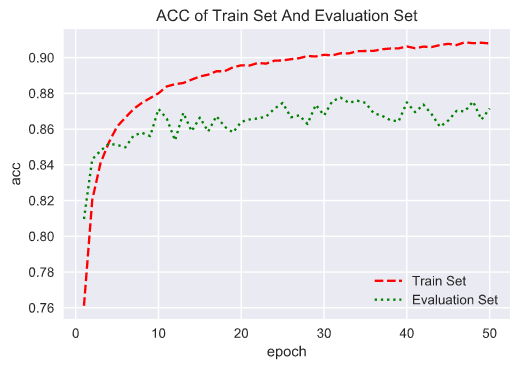 ACC of Train Set And Evaluation Set
acc
0.90
0.88
0.86
0.84
0.82
0.80
0.78
0.76
0 10 20 30 40 50
epoch
Train Set
Evaluation Set